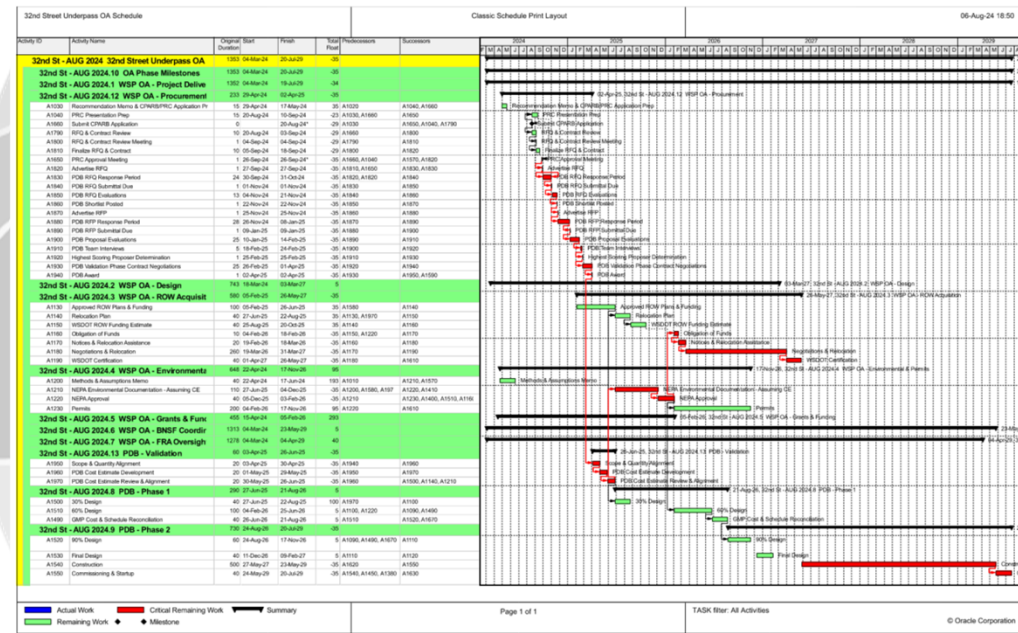 32nd Street Underpass OA Schedule Classic Schedule Print Layout 06-Aug-24 18:50
Activity ID Activity Name Original Duration Start Finish Total Float Predecessors Successors 2024 2025 2026 2027 2028 2029
32nd St - AUG 2024 32nd Street Underpass OA 1353 04-Mar-24 20-Jul-29 -35
32nd St - AUG 2024.10 OA Phase Milestones 1353 04-Mar-24 20-Jul-29 -35
32nd St - AUG 2024.1 WSP OA - Project Delive 1352 04-Mar-24 19-Jul-29 -34
32nd St - AUG 2024.12 WSP OA - Procurement 233 29-Apr-24 02-Apr-25 -35 02-Apr-25, 32nd St - AUG 2024.12 WSP OA - Procurement
A1030 Recommendation Memo & CPARB/PRC Application Pr 15 29-Apr-24 17-May-24 35 A1020 A1040, A1660 Recommendation Memo & CPARB/PRC Application Prep
A1040 PRC Presentation Prep 15 20-Aug-24 10-Sep-24 -23 A1030, A1660 A1650 PRC Presentation Prep
A1660 Submit CPARB Application 0 20-Aug-24* -29 A1030 A1650, A1040, A1790 Submit CPARB Application
A1790 RFQ & Contract Review 10 20-Aug-24 03-Sep-24 -29 A1660 A1800 RFQ & Contract Review
A1800 RFQ & Contract Review Meeting 1 04-Sep-24 04-Sep-24 -29 A1790 A1810 RFQ & Contract Review Meeting
A1810 Finalize RFQ & Contract 10 05-Sep-24 18-Sep-24 -29 A1800 A1820 Finalize RFQ & Contract
A1650 PRC Approval Meeting 1 26-Sep-24 26-Sep-24* -35 A1660, A1040 A1570, A1820 PRC Approval Meeting
A1820 Advertise RFQ 1 27-Sep-24 27-Sep-24 -35 A1810, A1650 A1830 Advertise RFQ
A1830 PDB RFQ Response Period 24 30-Sep-24 31-Oct-24 -35 A1820 A1840 PDB RFQ Response Period
A1840 PDB RFQ Submittal Due 1 01-Nov-24 01-Nov-24 -35 A1830 A1850 PDB RFQ Submittal Due
A1850 PDB RFQ Evaluations 13 04-Nov-24 21-Nov-24 -35 A1840 A1860 PDB RFQ Evaluations
A1860 PDB Shortlist Posted 1 22-Nov-24 22-Nov-24 -35 A1850 A1870 PDB Shortlist Posted
A1870 Advertise RFP 1 25-Nov-24 25-Nov-24 -35 A1860 A1880 Advertise RFP
A1880 PDB RFP Response Period 28 26-Nov-24 08-Jan-25 -35 A1870 A1890 PDB RFP Response Period
A1890 PDB RFP Submittal Due 1 09-Jan-25 09-Jan-25 -35 A1880 A1900 PDB RFP Submittal Due
A1900 PDB Proposal Evaluations 25 10-Jan-25 14-Feb-25 -35 A1890 A1910 PDB Proposal Evaluations
A1910 PDB Team Interviews 5 18-Feb-25 24-Feb-25 -35 A1900 A1920 PDB Team Interviews
A1920 Highest Scoring Proposer Determination 1 25-Feb-25 25-Feb-25 -35 A1910 A1930 Highest Scoring Proposer Determination
A1930 PDB Validation Phase Contract Negotiations 25 26-Feb-25 01-Apr-25 -35 A1920 A1940 PDB Validation Phase Contract Negotiations
A1940 PDB Award 1 02-Apr-25 02-Apr-25 -35 A1930 A1950, A1590 PDB Award
32nd St - AUG 2024.2 WSP OA - Design 743 18-Mar-24 03-Mar-27 5 03-Mar-27, 32nd St - AUG 2024.2 WSP OA - Design
32nd St - AUG 2024.3 WSP OA - ROW Acquisit 580 05-Feb-25 26-May-27 -35 26-May-27, 32nd St - AUG 2024.3 WSP OA - ROW Acquisition
A1130 Approved ROW Plans & Funding 100 05-Feb-25 26-Jun-25 35 A1580 A1140 Approved ROW Plans & Funding
A1140 Relocation Plan 40 27-Jun-25 22-Aug-25 35 A1130, A1970 A1150 Relocation Plan
A1150 WSDOT ROW Funding Estimate 40 25-Aug-25 20-Oct-25 35 A1140 A1160 WSDOT ROW Funding Estimate
A1160 Obligation of Funds 10 04-Feb-26 18-Feb-26 -35 A1150, A1220 A1170 Obligation of Funds
A1170 Notices & Relocation Assistance 20 19-Feb-26 18-Mar-26 -35 A1160 A1180 Notices & Relocation Assistance
A1180 Negotiations & Relocation 260 19-Mar-26 31-Mar-27 -35 A1170 A1190 Negotiations & Relocation
A1190 WSDOT Certification 40 01-Apr-27 26-May-27 -35 A1180 A1610 WSDOT Certification
32nd St - AUG 2024.4 WSP OA - Environmenta 648 22-Apr-24 17-Nov-26 95 17-Nov-26, 32nd St - AUG 2024.4 WSP OA - Environmental & Permits
A1200 Methods & Assumptions Memo 40 22-Apr-24 17-Jun-24 193 A1010 A1210, A1570 Methods & Assumptions Memo
A1210 NEPA Environmental Documentation - Assuming CE 110 27-Jun-25 04-Dec-25 -35 A1200, A1580, A197 A1220, A1410 NEPA Environmental Documentation - Assuming CE
A1220 NEPA Approval 40 05-Dec-25 03-Feb-26 -35 A1210 A1230, A1400, A1510, A116 NEPA Approval
A1230 Permits 200 04-Feb-26 17-Nov-26 95 A1220 A1610 Permits
32nd St - AUG 2024.5 WSP OA - Grants & Func 455 15-Apr-24 05-Feb-26 293 05-Feb-26, 32nd St - AUG 2024.5 WSP OA - Grants & Funding
32nd St - AUG 2024.6 WSP OA - BNSF Coordir 1313 04-Mar-24 23-May-29 5 23-May
32nd St - AUG 2024.7 WSP OA - FRA Oversigh 1278 04-Mar-24 04-Apr-29 40 04-Apr-29,
32nd St - AUG 2024.13 PDB - Validation 60 03-Apr-25 26-Jun-25 -35 26-Jun-25, 32nd St - AUG 2024.13 PDB - Validation
A1950 Scope & Quantity Alignment 20 03-Apr-25 30-Apr-25 -35 A1940 A1960 Scope & Quantity Alignment
A1960 PDB Cost Estimate Development 20 01-May-25 29-May-25 -35 A1950 A1970 PDB Cost Estimate Development
A1970 PDB Cost Estimate Review & Alignment 20 30-May-25 26-Jun-25 -35 A1960 A1500, A1140, A1210 PDB Cost Estimate Review & Alignment
32nd St - AUG 2024.8 PDB - Phase 1 290 27-Jun-25 21-Aug-26 5 21-Aug-26, 32nd St - AUG 2024.8 PDB - Phase 1
A1500 30% Design 40 27-Jun-25 22-Aug-25 100 A1970 A1100 30% Design
A1510 60% Design 100 04-Feb-26 25-Jun-26 5 A1100, A1220 A1090, A1490 60% Design
A1490 GMP Cost & Schedule Reconciliation 40 26-Jun-26 21-Aug-26 5 A1510 A1520, A1670 GMP Cost & Schedule Reconciliation
32nd St - AUG 2024.9 PDB - Phase 2 730 24-Aug-26 20-Jul-29 -35
A1520 90% Design 60 24-Aug-26 17-Nov-26 5 A1090, A1490, A1670 A1110 90% Design
A1530 Final Design 40 11-Dec-26 09-Feb-27 5 A1110 A1120 Final Design
A1540 Construction 500 27-May-27 23-May-29 -35 A1620 A1550
A1550 Commissioning & Startup 40 24-May-29 20-Jul-29 -35 A1540, A1450, A1380 A1630
Actual Work Critical Remaining Work Summary Page 1 of 1 TASK filter: All Activities
Remaining Work Milestone © Oracle Corporation